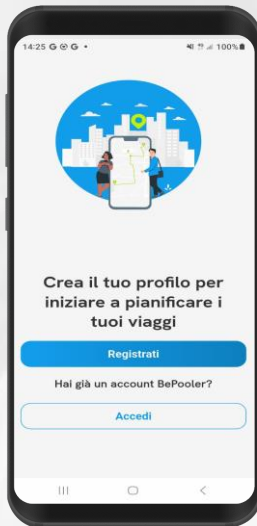 14:25 G G • 100%
Crea il tuo profilo per
iniziare a pianificare i
tuoi viaggi
Registrati
Hai già un account BePooler?
Accedi